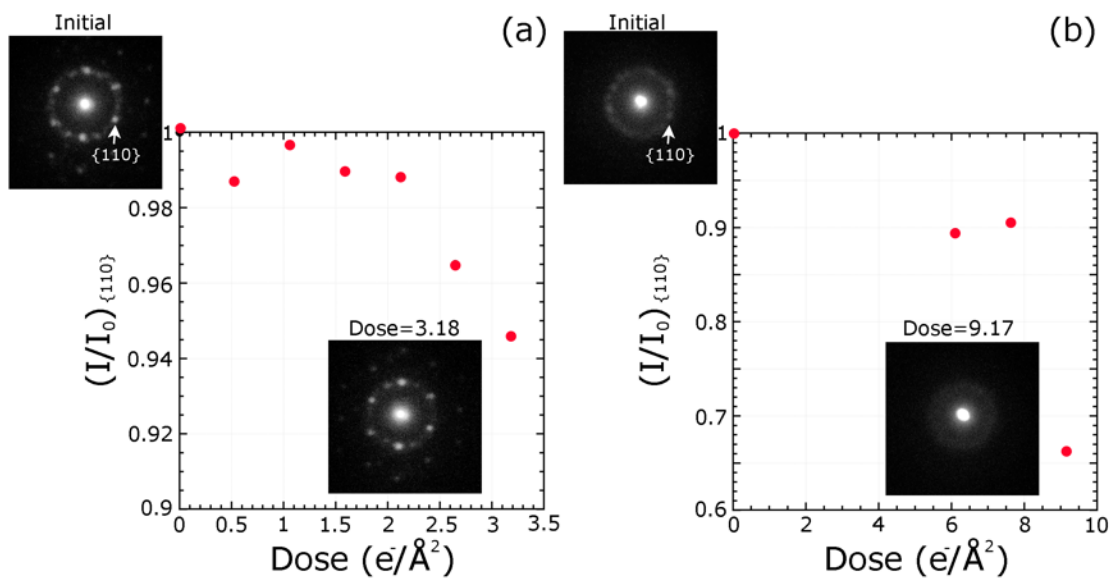 Initial
(a)
{110}
1
0.98
0.96
0.94
0.92
0.9
(I/I₀){110}
Dose=3.18
0
0.5
1
1.5
2
2.5
3
3.5
Dose (e⁻/Å²)
Initial
(b)
{110}
1
0.9
0.8
0.7
0.6
(I/I₀){110}
Dose=9.17
0
2
4
6
8
10
Dose (e⁻/Å²)